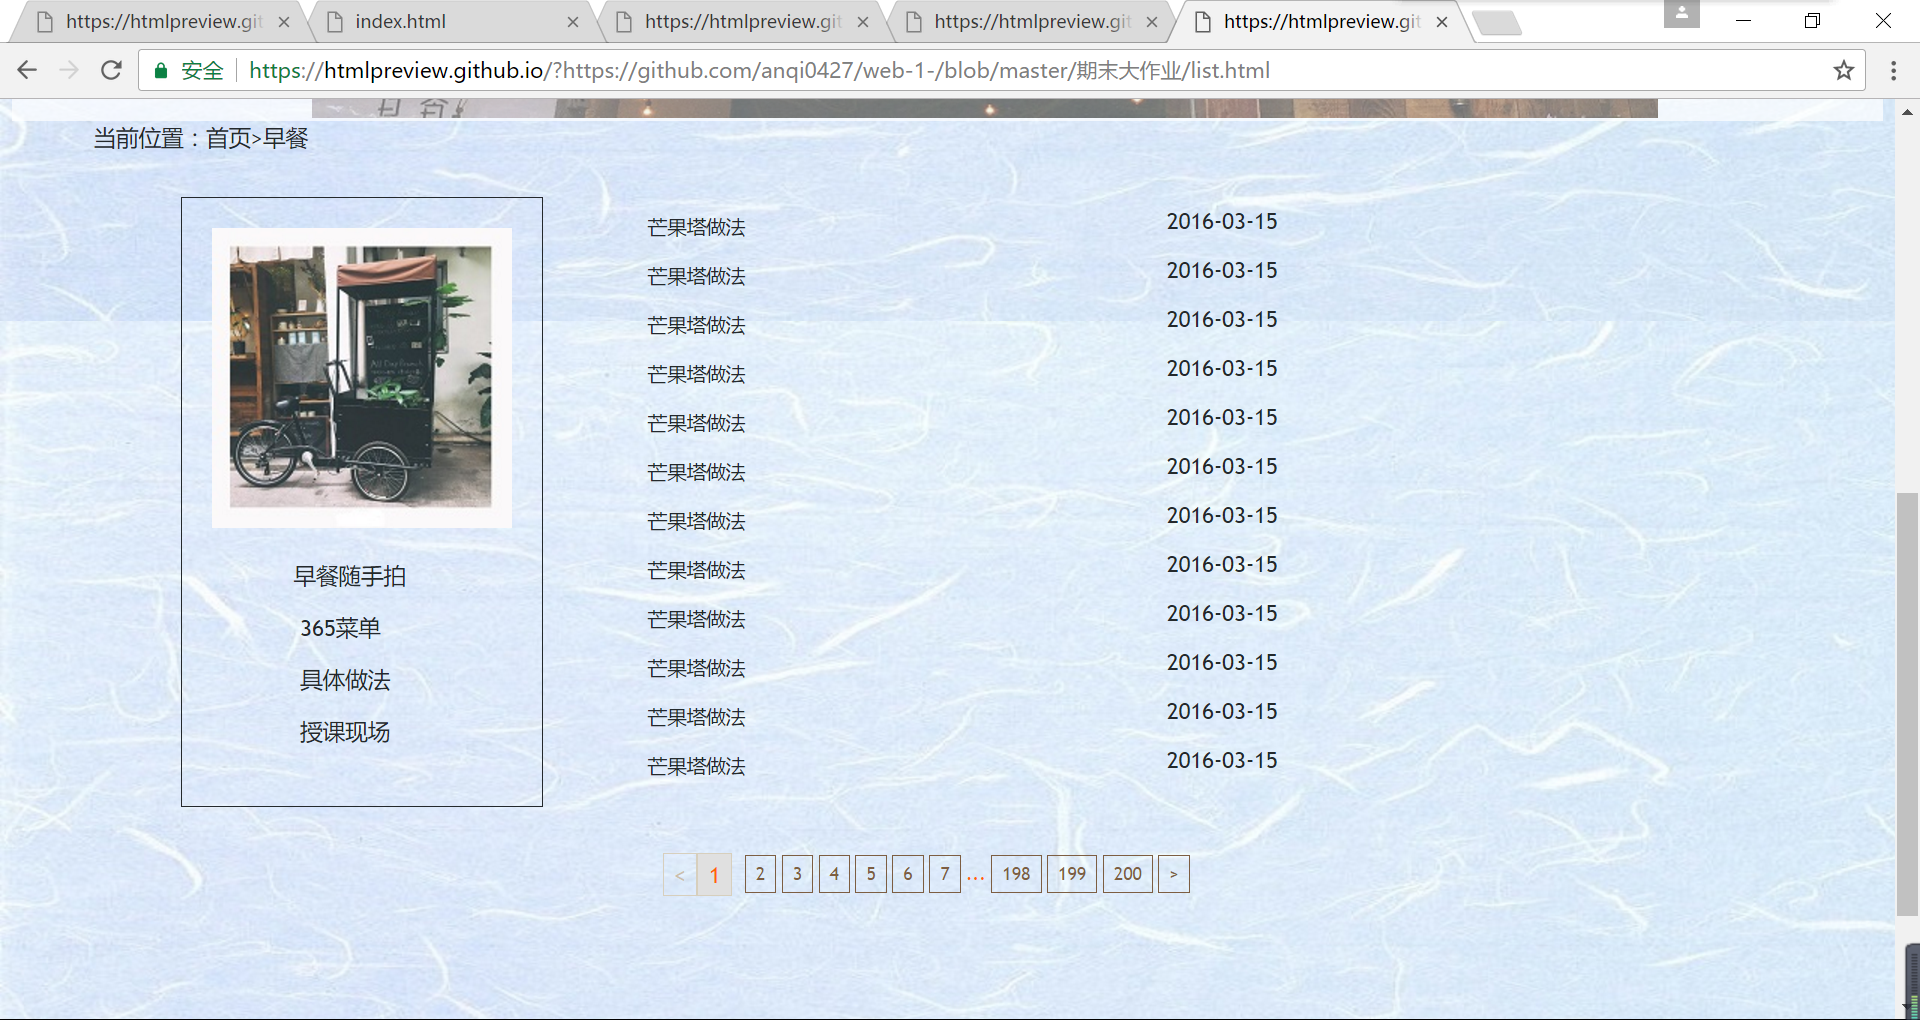 https://htmlpreview.git
index.html
https://htmlpreview.git
https://htmlpreview.git
https://htmlpreview.git
安全
https://htmlpreview.github.io/?https://github.com/anqi0427/web-1-/blob/master/期末大作业/list.html
当前位置：首页>早餐
早餐随手拍
365菜单
具体做法
授课现场
芒果塔做法 2016-03-15
芒果塔做法 2016-03-15
芒果塔做法 2016-03-15
芒果塔做法 2016-03-15
芒果塔做法 2016-03-15
芒果塔做法 2016-03-15
芒果塔做法 2016-03-15
芒果塔做法 2016-03-15
芒果塔做法 2016-03-15
芒果塔做法 2016-03-15
芒果塔做法 2016-03-15
芒果塔做法 2016-03-15
< 1 2 3 4 5 6 7 ... 198 199 200 >